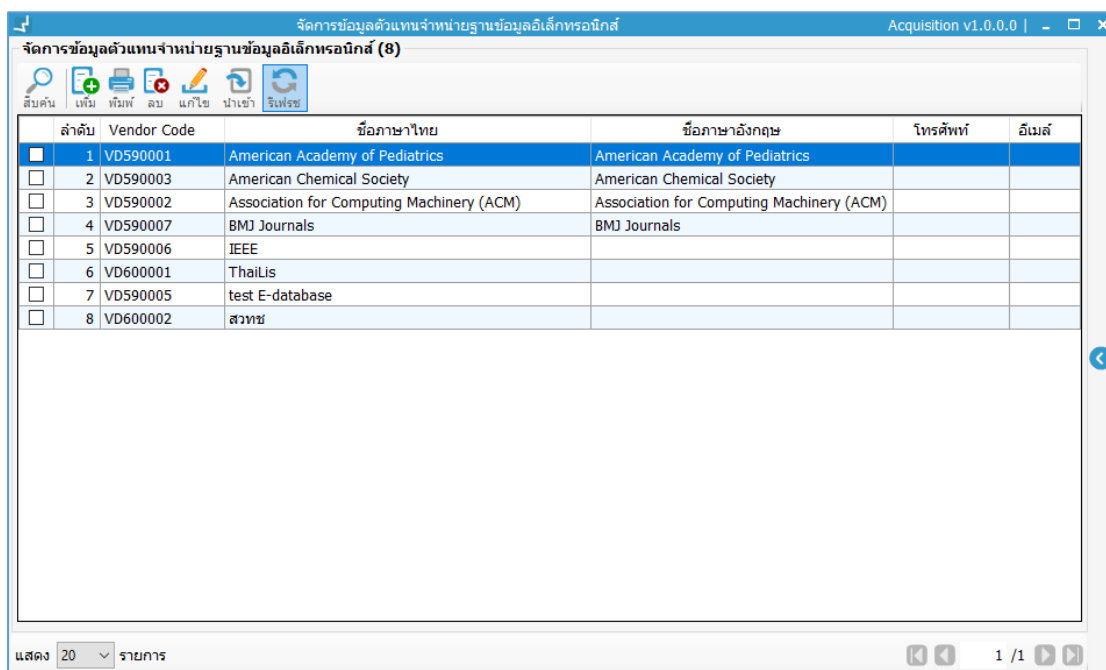 จัดการข้อมูลตัวแทนจำหน่ายฐานข้อมูลอิเล็กทรอนิกส์ Acquisition v1.0.0.0 |
จัดการข้อมูลตัวแทนจำหน่ายฐานข้อมูลอิเล็กทรอนิกส์ (8)
สืบค้น เพิ่ม พิมพ์ ลบ แก้ไข นำเข้า รีเฟรช
ลำดับ Vendor Code ชื่อภาษาไทย ชื่อภาษาอังกฤษ โทรศัพท์ อีเมล์
1 VD590001 American Academy of Pediatrics American Academy of Pediatrics
2 VD590003 American Chemical Society American Chemical Society
3 VD590002 Association for Computing Machinery (ACM) Association for Computing Machinery (ACM)
4 VD590007 BMJ Journals BMJ Journals
5 VD590006 IEEE
6 VD600001 ThaiLis
7 VD590005 test E-database
8 VD600002 สวทช
แสดง 20 รายการ 1 /1